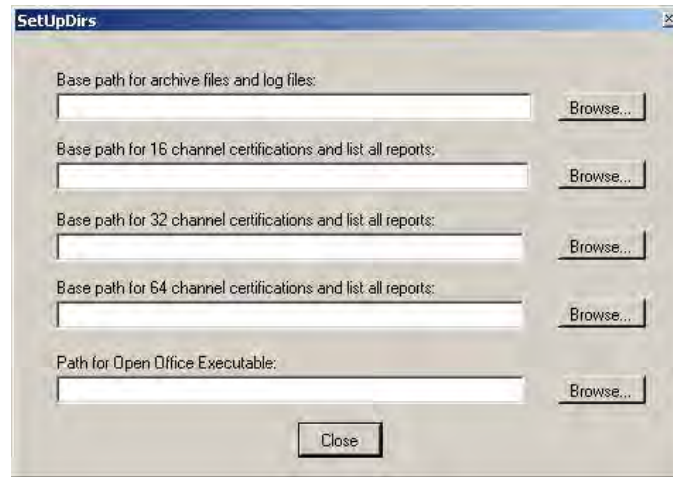 SetUpDirs
Base path for archive files and log files:
Browse...
Base path for 16 channel certifications and list all reports:
Browse...
Base path for 32 channel certifications and list all reports:
Browse...
Base path for 64 channel certifications and list all reports:
Browse...
Path for Open Office Executable:
Browse...
Close